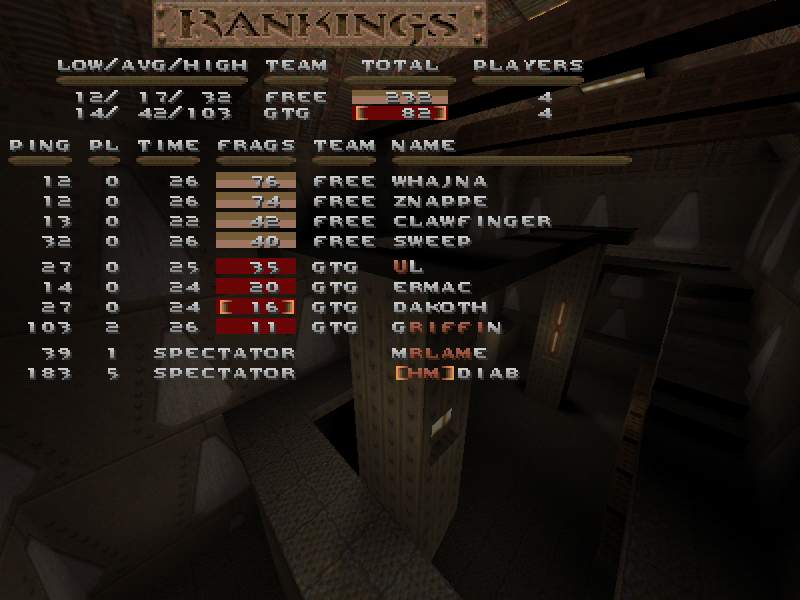 RANKINGS
LOW/AVG/HIGH TEAM TOTAL PLAYERS
12/ 17/ 32 FREE 232 4
14/ 42/103 GTG 82 4
PING PL TIME FRAGS TEAM NAME
12 0 26 76 FREE WHAJNA
12 0 26 74 FREE ZNAPPE
13 0 22 42 FREE CLAWFINGER
32 0 26 40 FREE SWEEP
27 0 25 35 GTG UL
14 0 24 20 GTG ERMAC
27 0 24 [ 16 ] GTG DAKOTH
103 2 26 11 GTG GRIFFIN
39 1 SPECTATOR MRLAME
183 5 SPECTATOR [HM]DIAB